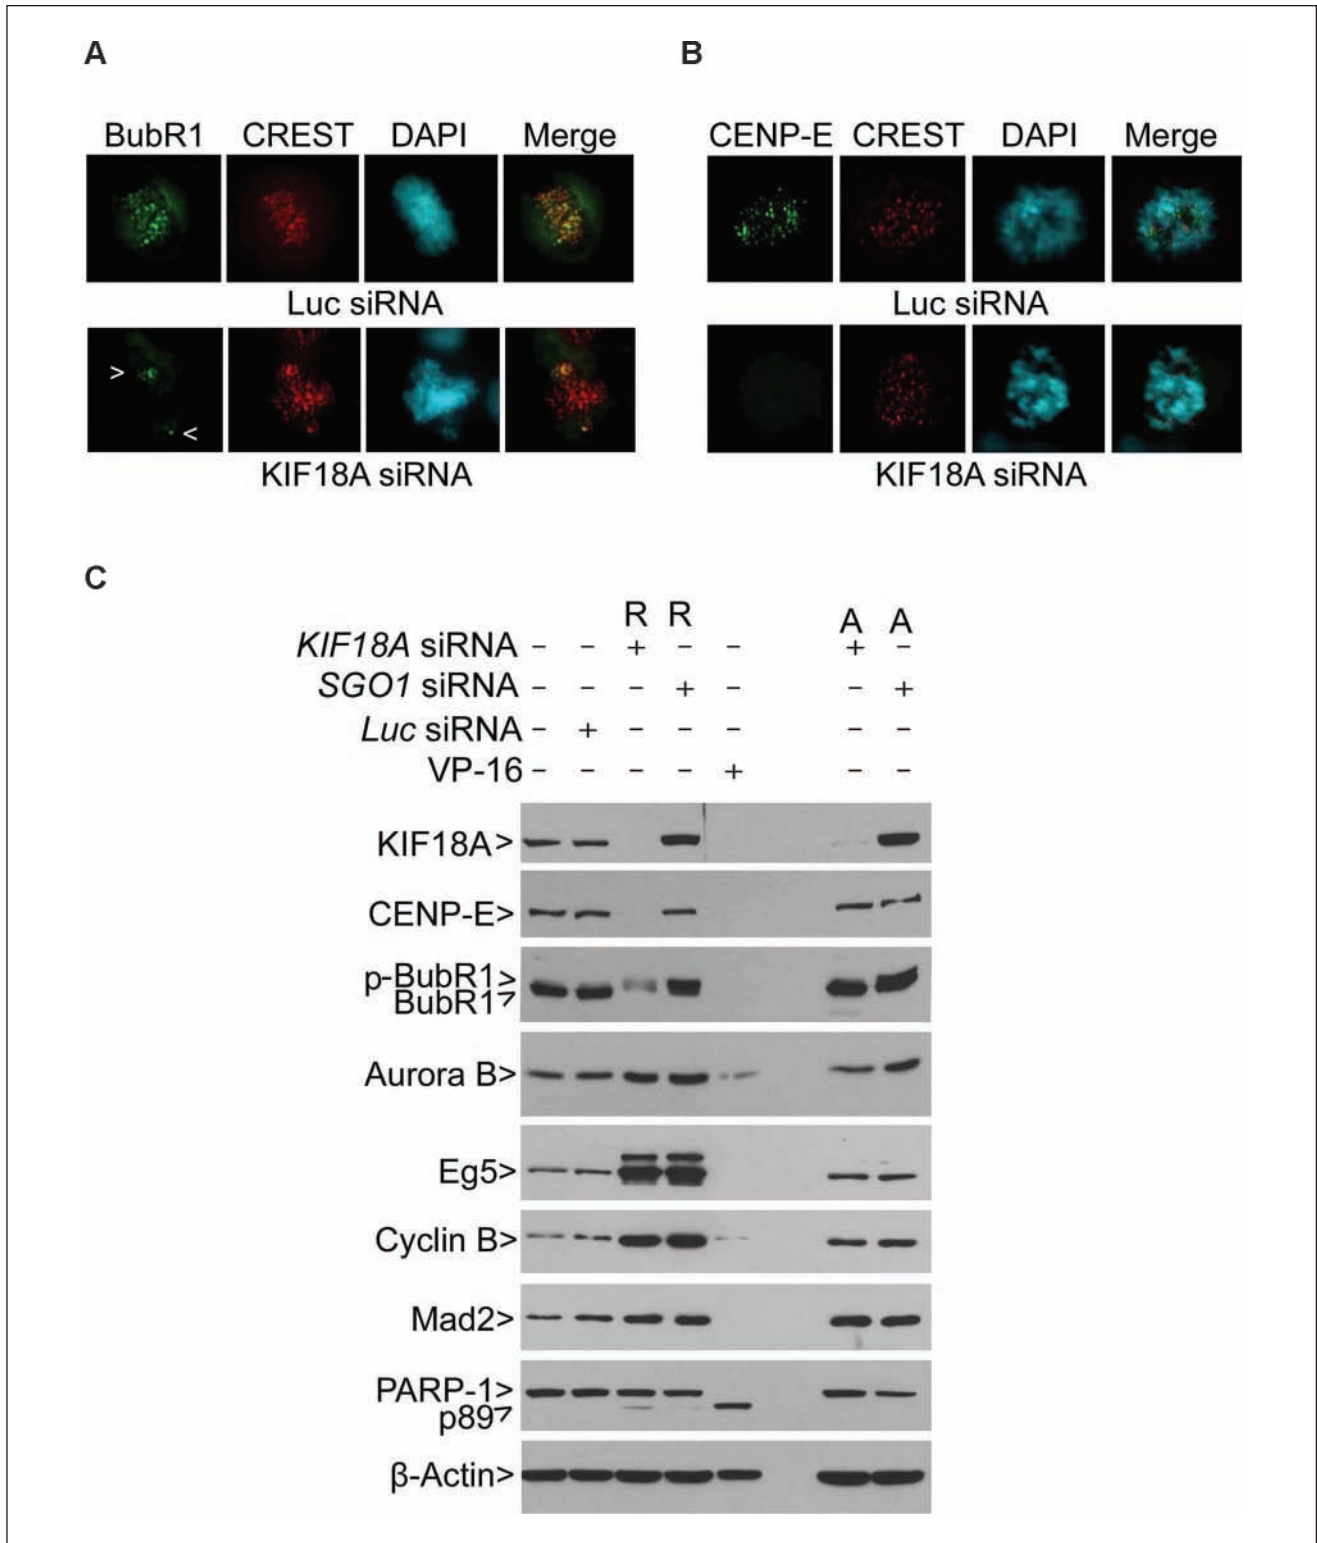 A
B
BubR1 CREST DAPI Merge
CENP-E CREST DAPI Merge
Luc siRNA
Luc siRNA
>
<
KIF18A siRNA
KIF18A siRNA
C
R R A A
KIF18A siRNA - - + - - + -
SGO1 siRNA - - - + - - +
Luc siRNA - + - - - - -
VP-16 - - - - + - -
KIF18A>
CENP-E>
p-BubR1>
BubR1>
Aurora B>
Eg5>
Cyclin B>
Mad2>
PARP-1>
p89>
β-Actin>